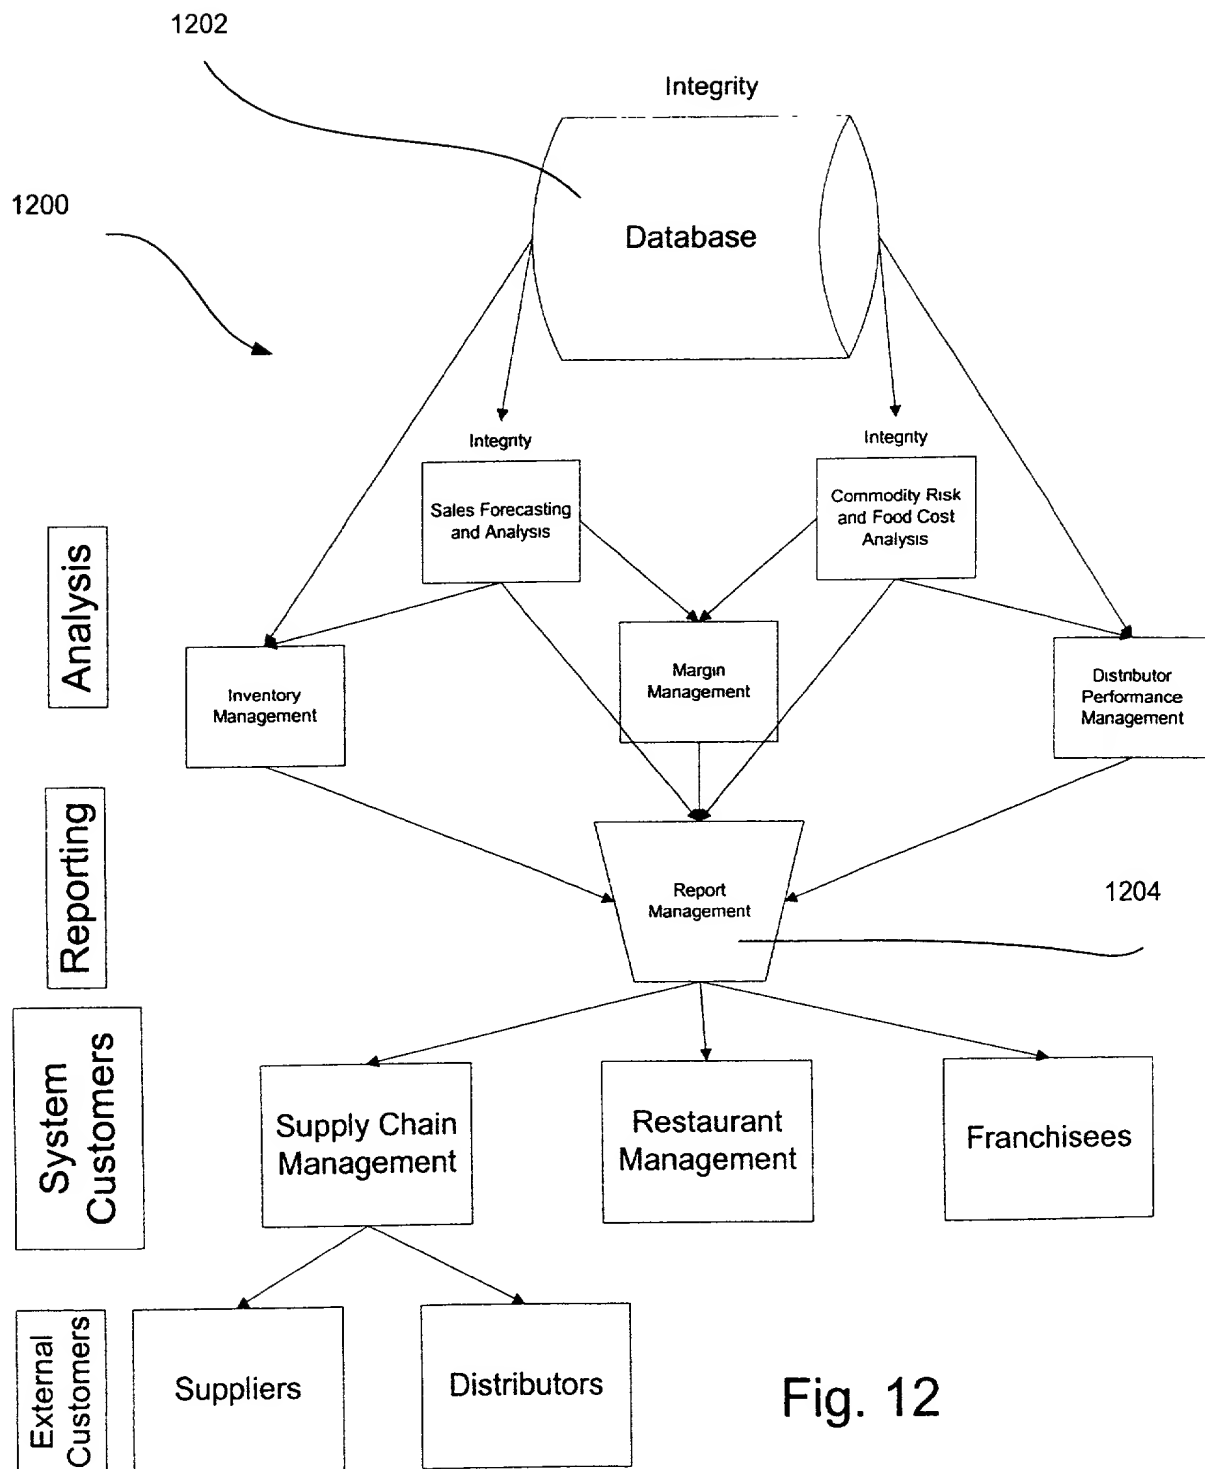 1202
Integrity
1200
Database
Integrity
Integrity
Sales Forecasting
and Analysis
Commodity Risk
and Food Cost
Analysis
Analysis
Inventory
Management
Margin
Management
Distributor
Performance
Management
Reporting
Report
Management
1204
System
Customers
Supply Chain
Management
Restaurant
Management
Franchisees
External
Customers
Suppliers
Distributors
Fig. 12